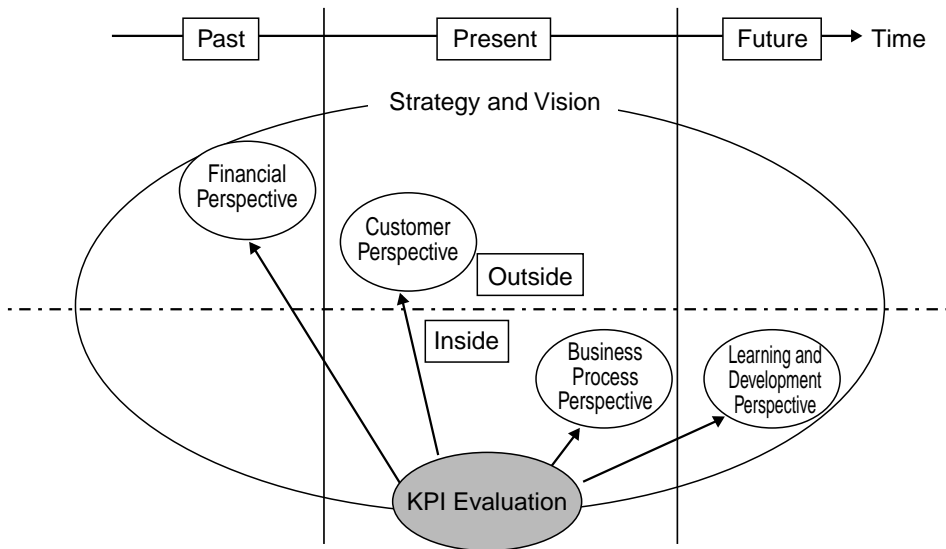 Past
Present
Future
Time
Strategy and Vision
Financial
Perspective
Customer
Perspective
Outside
Inside
Business
Process
Perspective
Learning and
Development
Perspective
KPI Evaluation